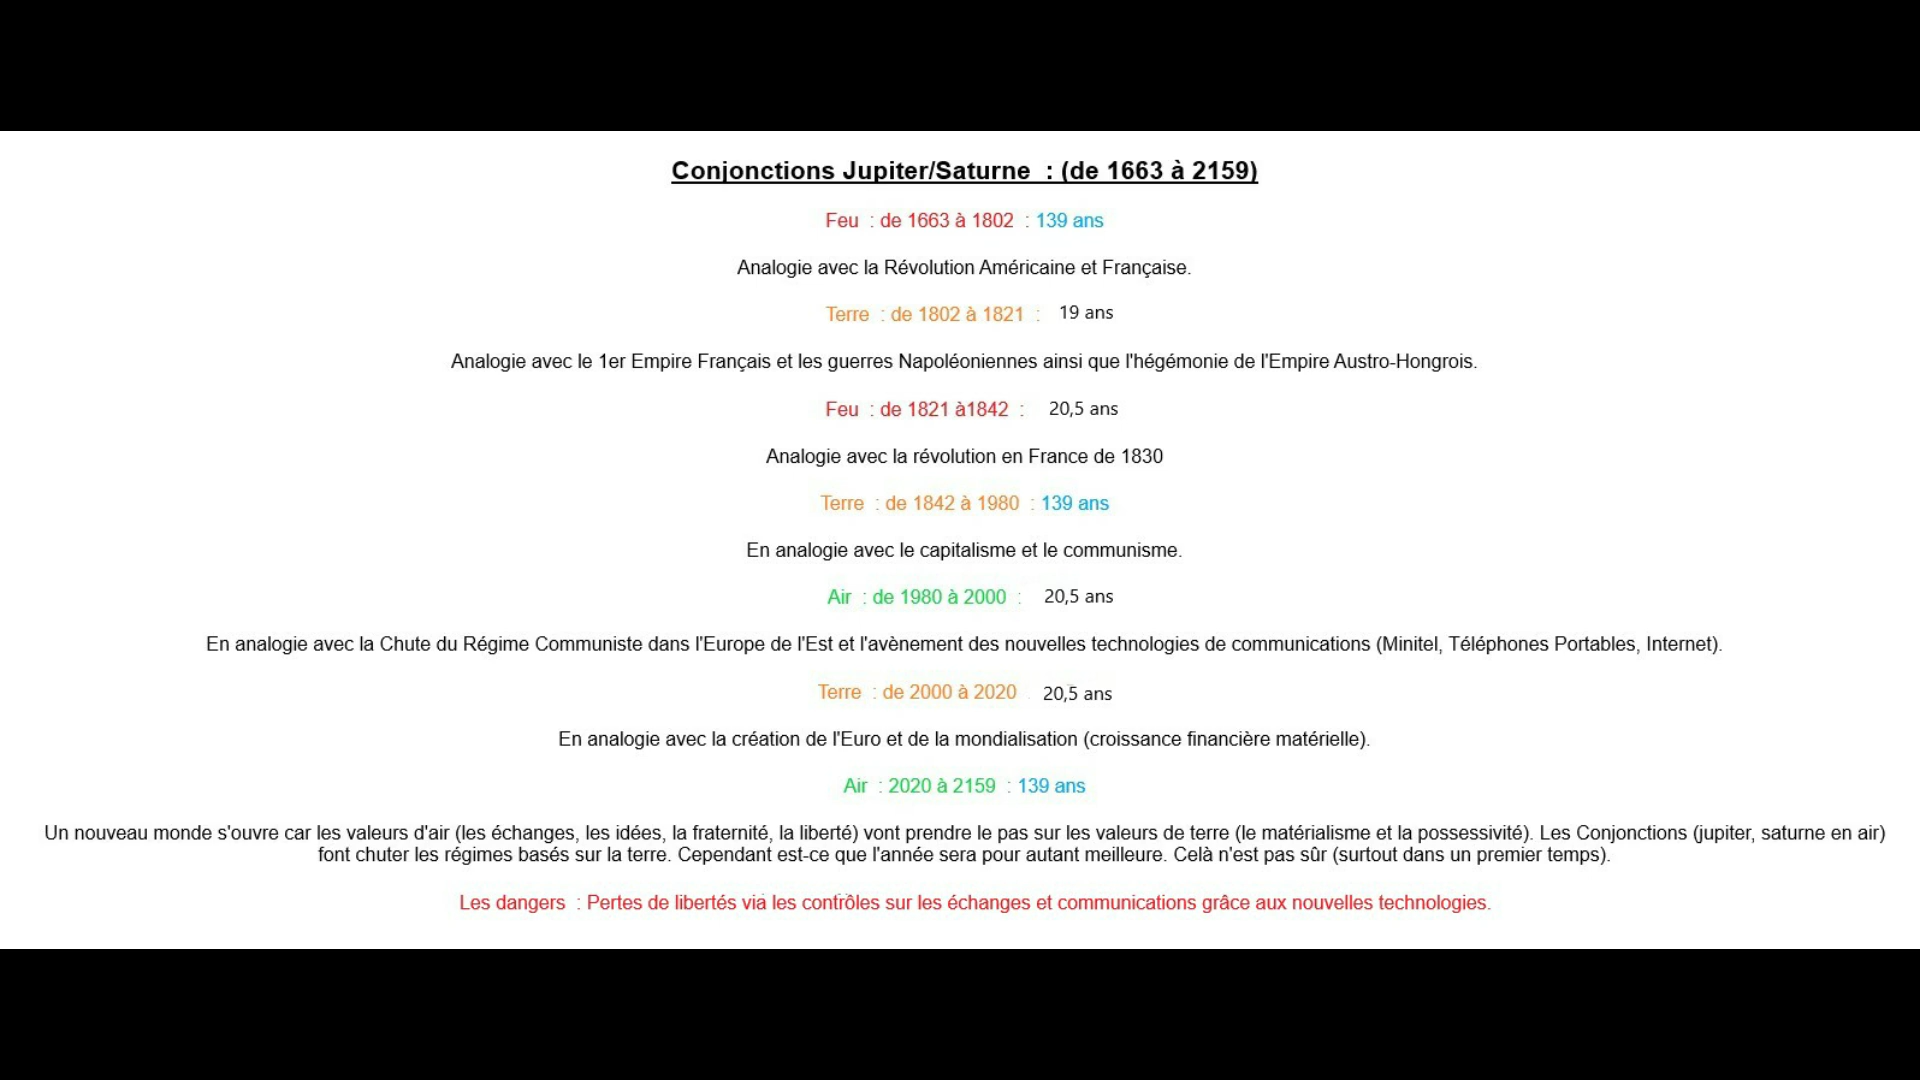 Conjonctions Jupiter/Saturne : (de 1663 à 2159)
Feu : de 1663 à 1802 : 139 ans
Analogie avec la Révolution Américaine et Française.
Terre : de 1802 à 1821 : 19 ans
Analogie avec le 1er Empire Français et les guerres Napoléoniennes ainsi que l'hégémonie de l'Empire Austro-Hongrois.
Feu : de 1821 à1842 : 20,5 ans
Analogie avec la révolution en France de 1830
Terre : de 1842 à 1980 : 139 ans
En analogie avec le capitalisme et le communisme.
Air : de 1980 à 2000 : 20,5 ans
En analogie avec la Chute du Régime Communiste dans l'Europe de l'Est et l'avènement des nouvelles technologies de communications (Minitel, Téléphones Portables, Internet).
Terre : de 2000 à 2020 20,5 ans
En analogie avec la création de l'Euro et de la mondialisation (croissance financière matérielle).
Air : 2020 à 2159 : 139 ans
Un nouveau monde s'ouvre car les valeurs d'air (les échanges, les idées, la fraternité, la liberté) vont prendre le pas sur les valeurs de terre (le matérialisme et la possessivité). Les Conjonctions (jupiter, saturne en air)
font chuter les régimes basés sur la terre. Cependant est-ce que l'année sera pour autant meilleure. Celà n'est pas sûr (surtout dans un premier temps).
Les dangers : Pertes de libertés via les contrôles sur les échanges et communications grâce aux nouvelles technologies.